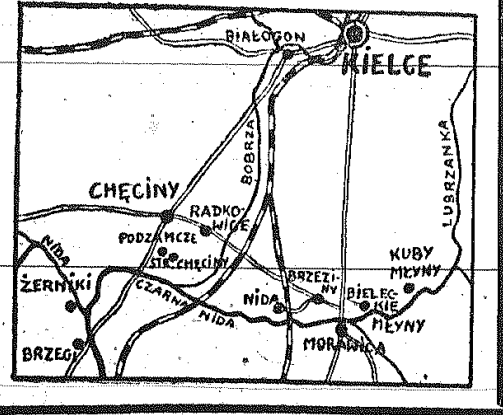 BIAŁOGON
KIELCE
BOBRZA
LUBRZANKA
CHĘCINY
RADKO-
WICE
PODZAMCZE
STR. CHĘCINY
NIDA
ŻERNIKI
CZARNA NIDA
BRZEZI-
NY
NIDA
BIELEC-
KIE
MŁYNY
KUBY
MŁYNY
MORAWICA
BRZEGI